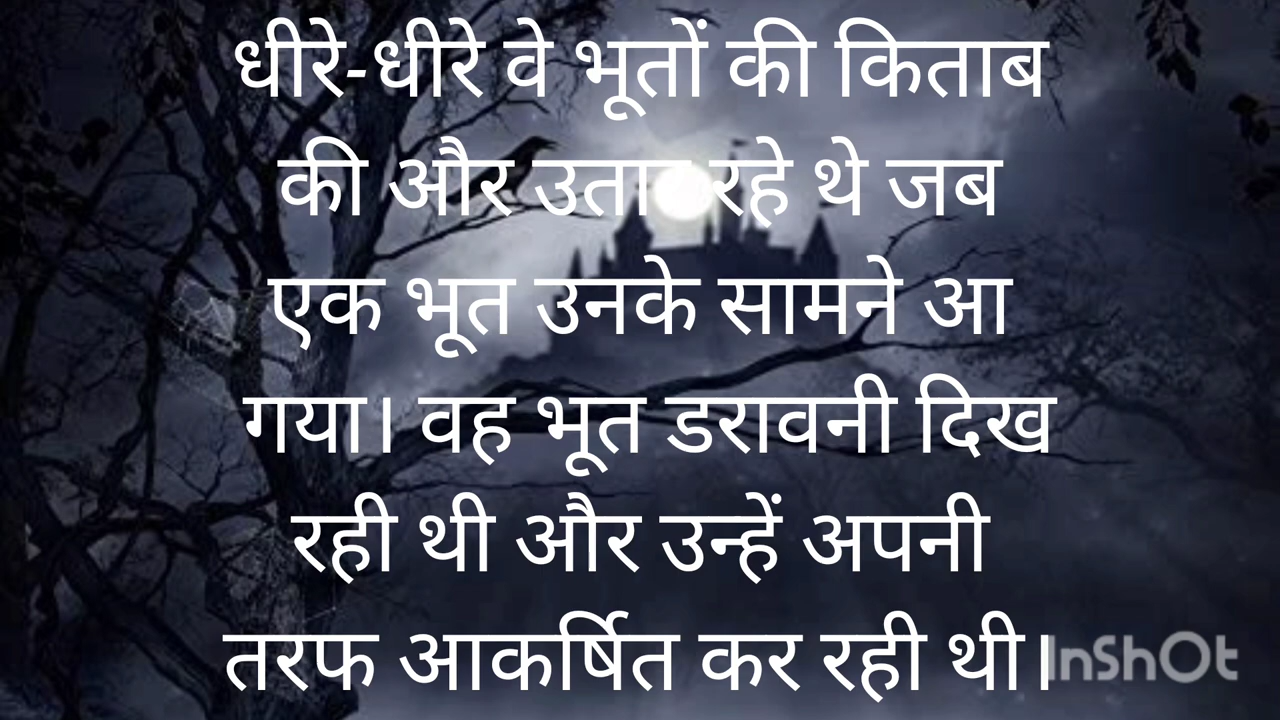 धीरे-धीरे वे भूतों की किताब
की और उतार रहे थे जब
एक भूत उनके सामने आ
गया। वह भूत डरावनी दिख
रही थी और उन्हें अपनी
तरफ आकर्षित कर रही थी।
InShOt